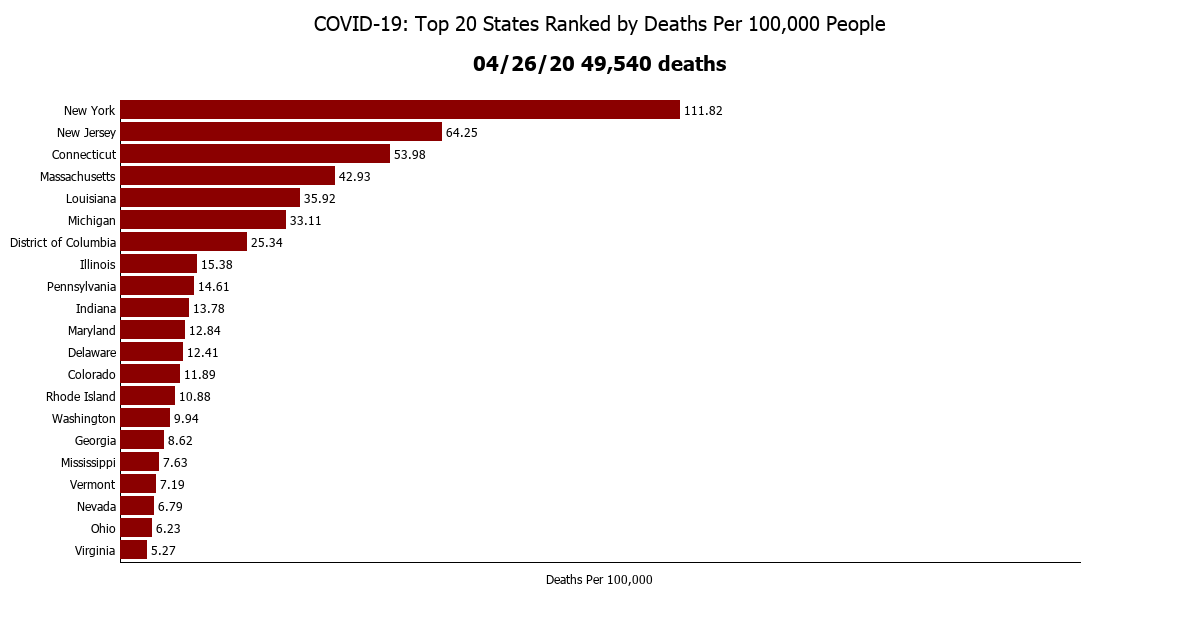 COVID-19: Top 20 States Ranked by Deaths Per 100,000 People
04/26/20 49,540 deaths
New York 111.82
New Jersey 64.25
Connecticut 53.98
Massachusetts 42.93
Louisiana 35.92
Michigan 33.11
District of Columbia 25.34
Illinois 15.38
Pennsylvania 14.61
Indiana 13.78
Maryland 12.84
Delaware 12.41
Colorado 11.89
Rhode Island 10.88
Washington 9.94
Georgia 8.62
Mississippi 7.63
Vermont 7.19
Nevada 6.79
Ohio 6.23
Virginia 5.27
Deaths Per 100,000